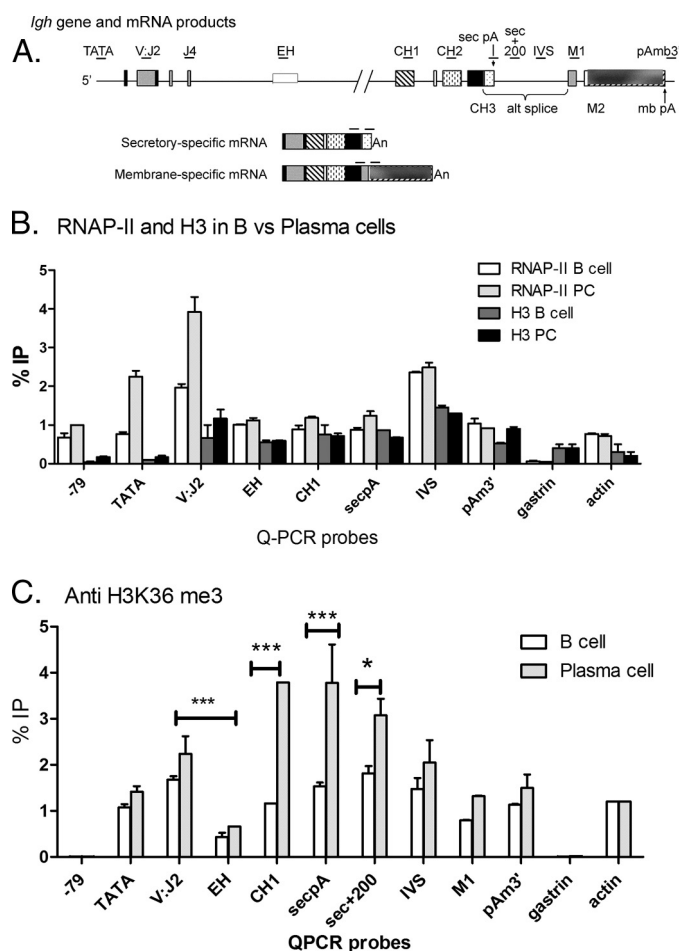 Igh gene and mRNA products
A.
TATA V:J2 J4 EH CH1 CH2 sec pA sec + 200 IVS M1 pAmb3'
5'
CH3 alt splice M2 mb pA
Secretory-specific mRNA An
Membrane-specific mRNA An
B. RNAP-II and H3 in B vs Plasma cells
RNAP-II B cell
RNAP-II PC
H3 B cell
H3 PC
% IP
5
4
3
2
1
0
-79 TATA V:J2 EH CH1 secpA IVS pAm3' gastrin actin
Q-PCR probes
C. Anti H3K36 me3
B cell
Plasma cell
% IP
5
4
3
2
1
0
*** *** *** *
-79 TATA V:J2 EH CH1 secpA sec+200 IVS M1 pAm3' gastrin actin
QPCR probes